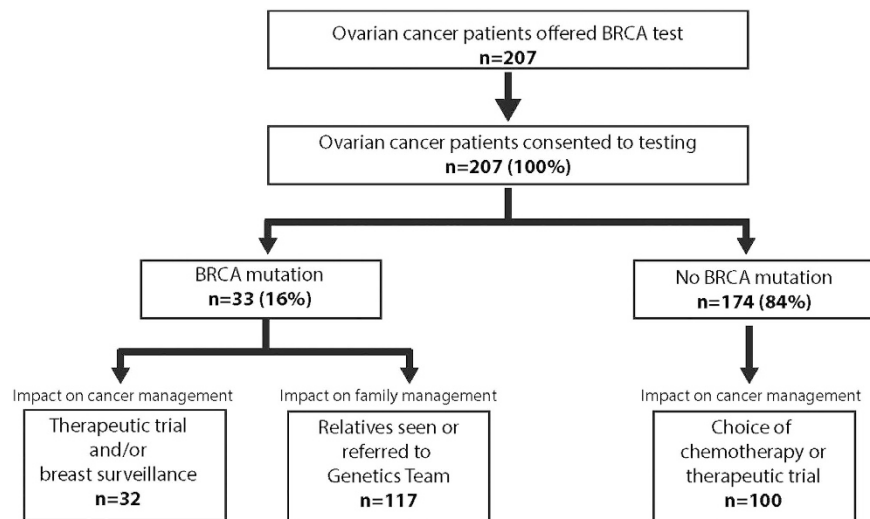 Ovarian cancer patients offered BRCA test
n=207
Ovarian cancer patients consented to testing
n=207 (100%)
BRCA mutation
n=33 (16%)
No BRCA mutation
n=174 (84%)
Impact on cancer management
Therapeutic trial
and/or
breast surveillance
n=32
Impact on family management
Relatives seen or
referred to
Genetics Team
n=117
Impact on cancer management
Choice of
chemotherapy or
therapeutic trial
n=100